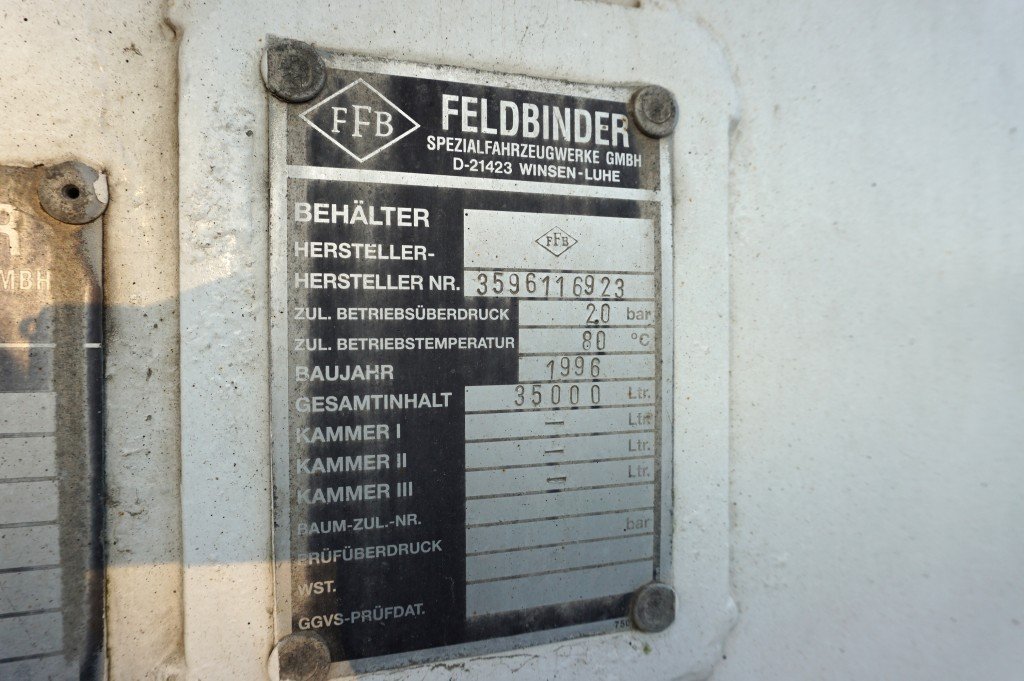 FFB
FELDBINDER
SPEZIALFAHRZEUGWERKE GMBH
D-21423 WINSEN-LUHE
BEHÄLTER
HERSTELLER- FFB
HERSTELLER NR. 3596116923
ZUL. BETRIEBSÜBERDRUCK 2.0 bar
ZUL. BETRIEBSTEMPERATUR 80 °C
BAUJAHR 1996
GESAMTINHALT 35000 Ltr.
KAMMER I – Ltr.
KAMMER II – Ltr.
KAMMER III – Ltr.
BAUM-ZUL.-NR.
PRÜFÜBERDRUCK bar
WST.
GGVS-PRÜFDAT.
R
MBH